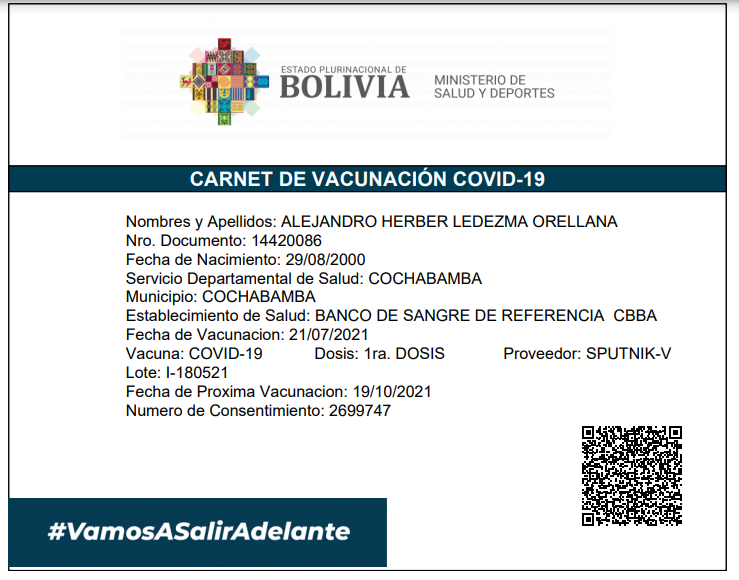 ESTADO PLURINACIONAL DE
BOLIVIA
MINISTERIO DE
SALUD Y DEPORTES
CARNET DE VACUNACIÓN COVID-19
Nombres y Apellidos: ALEJANDRO HERBER LEDEZMA ORELLANA
Nro. Documento: 14420086
Fecha de Nacimiento: 29/08/2000
Servicio Departamental de Salud: COCHABAMBA
Municipio: COCHABAMBA
Establecimiento de Salud: BANCO DE SANGRE DE REFERENCIA CBBA
Fecha de Vacunacion: 21/07/2021
Vacuna: COVID-19 Dosis: 1ra. DOSIS Proveedor: SPUTNIK-V
Lote: I-180521
Fecha de Proxima Vacunacion: 19/10/2021
Numero de Consentimiento: 2699747
#VamosASalirAdelante